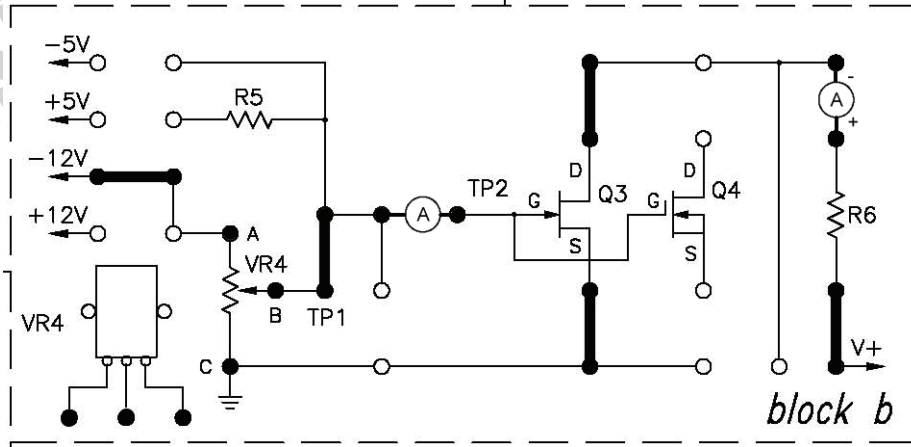 -5V
+5V
R5
-12V
+12V
A
VR4
B
TP1
C
VR4
A
TP2
G
D
S
Q3
G
D
S
Q4
-
A
+
R6
V+
block b